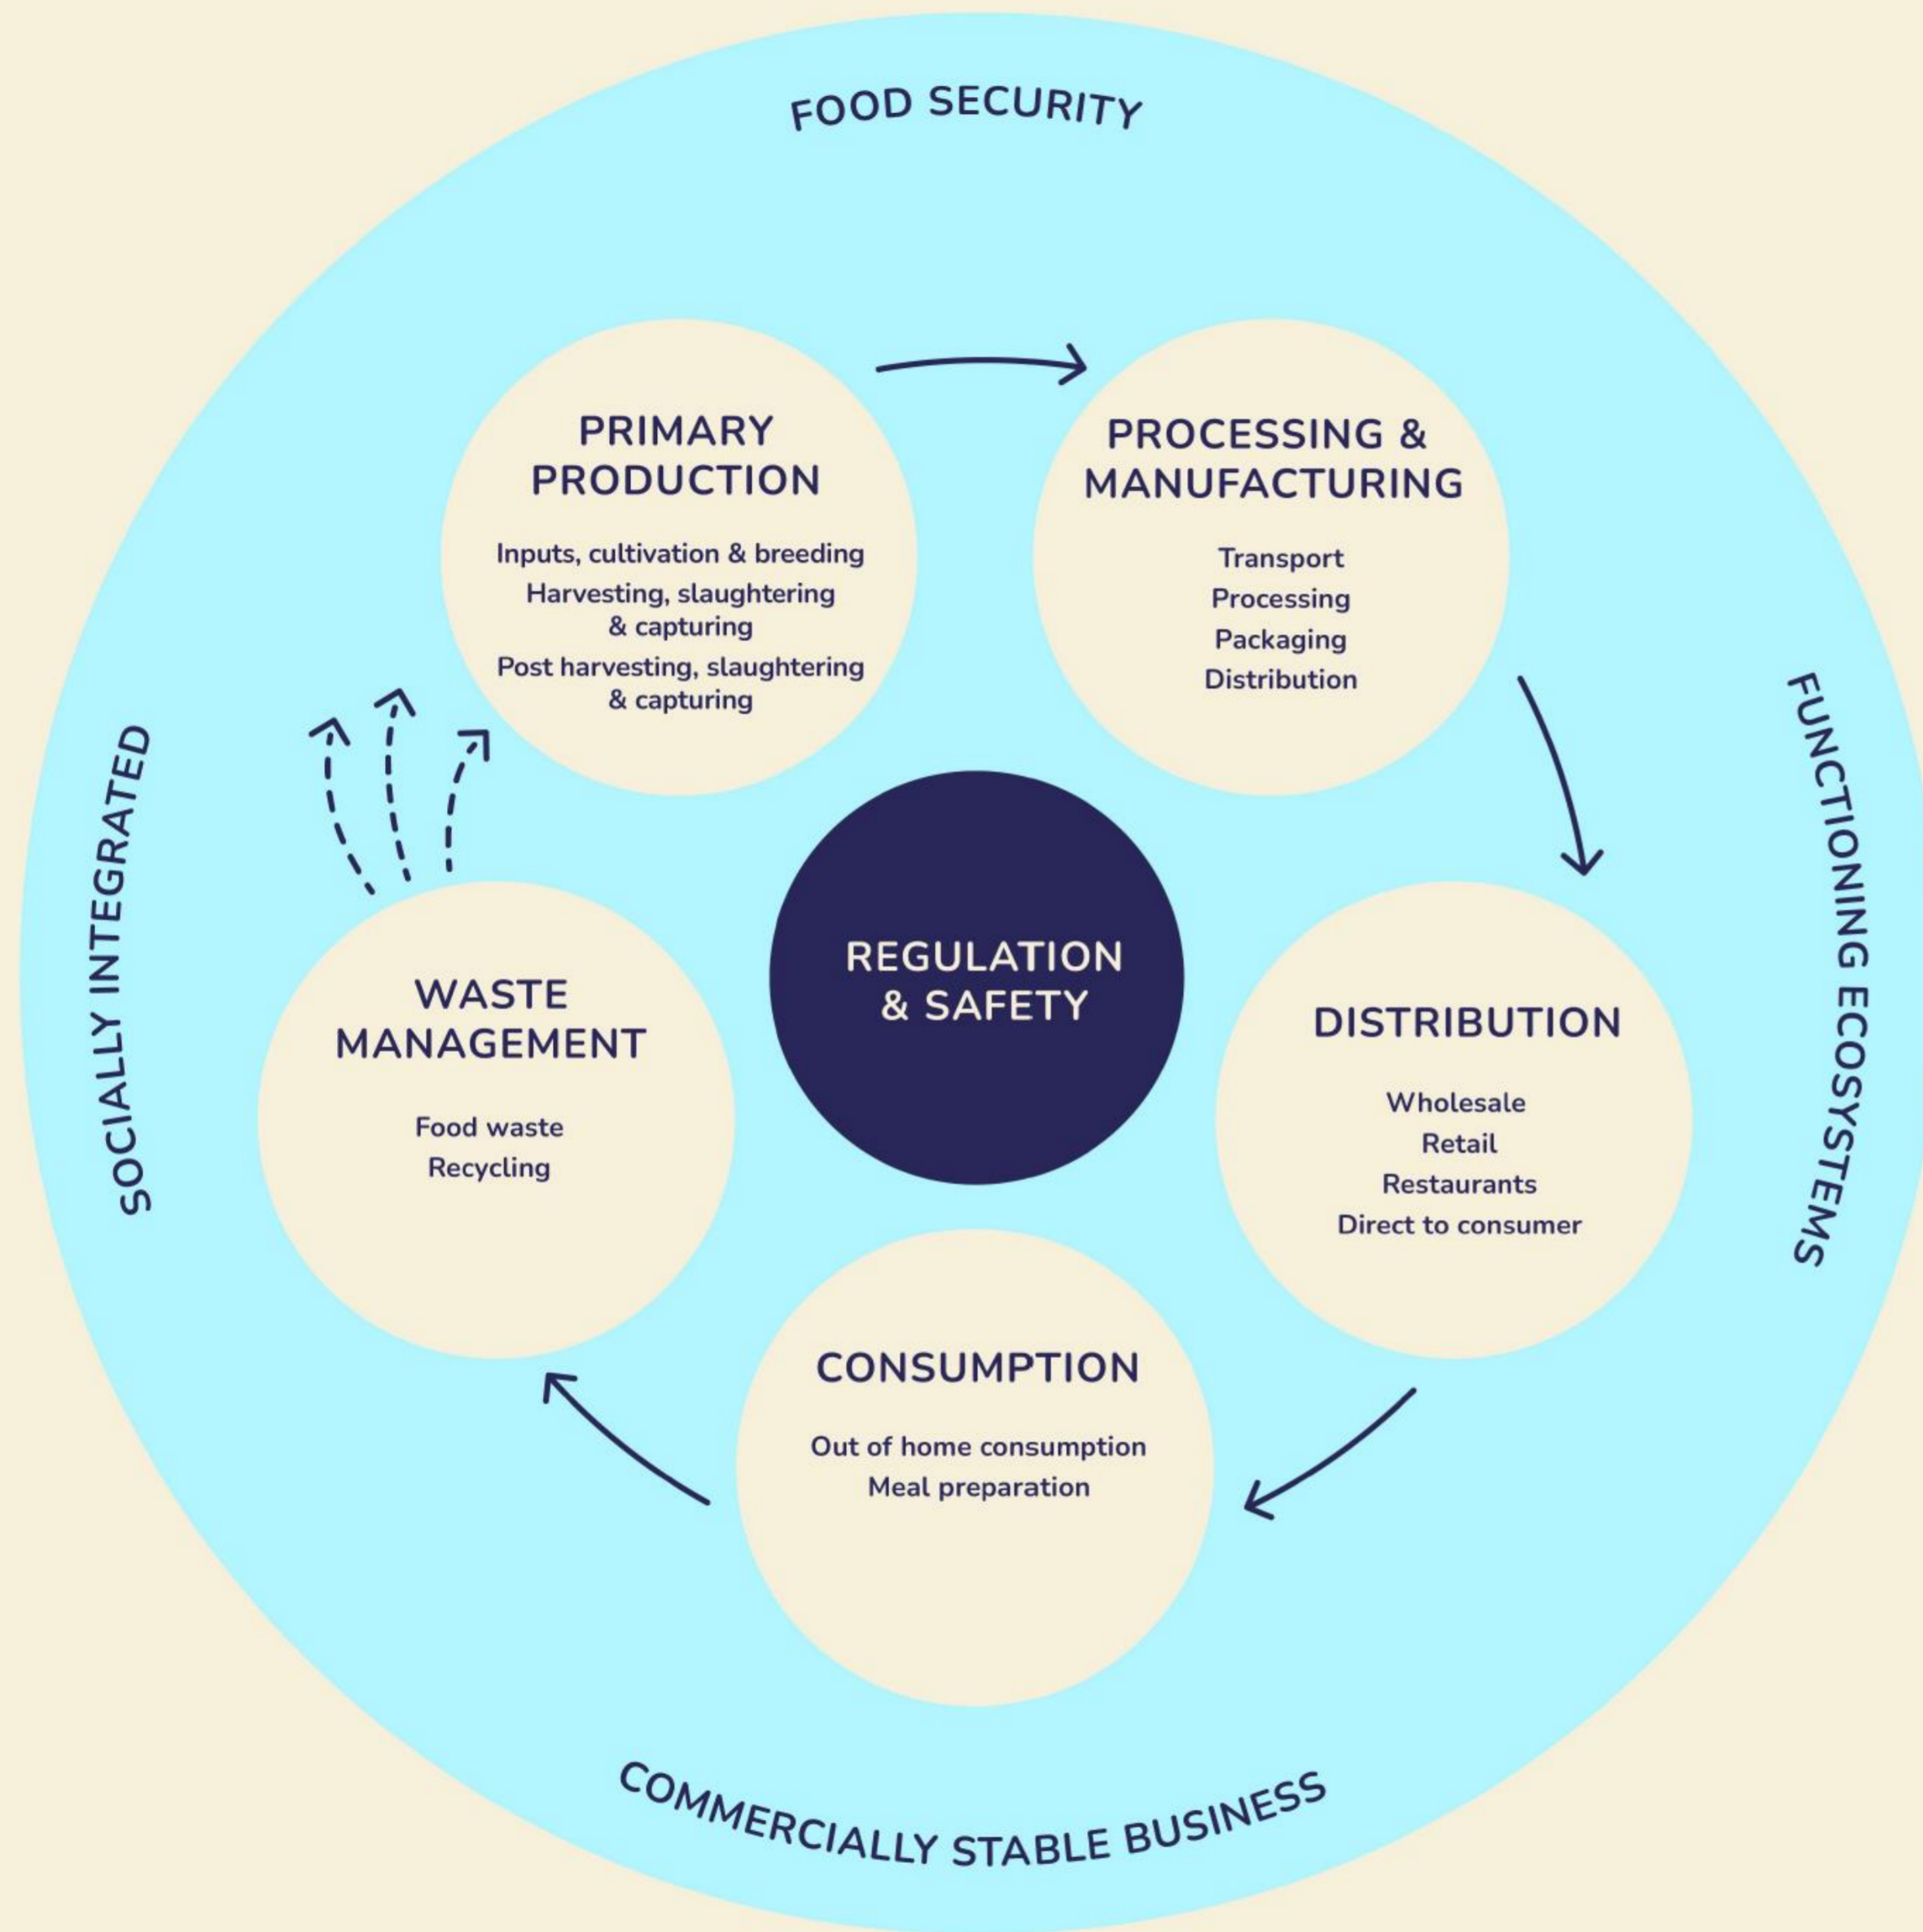 FOOD SECURITY
PRIMARY
PRODUCTION
Inputs, cultivation & breeding
Harvesting, slaughtering
& capturing
Post harvesting, slaughtering
& capturing
PROCESSING &
MANUFACTURING
Transport
Processing
Packaging
Distribution
SOCIALLY INTEGRATED
FUNCTIONING ECOSYSTEMS
REGULATION
& SAFETY
WASTE
MANAGEMENT
Food waste
Recycling
DISTRIBUTION
Wholesale
Retail
Restaurants
Direct to consumer
CONSUMPTION
Out of home consumption
Meal preparation
COMMERCIALLY STABLE BUSINESS